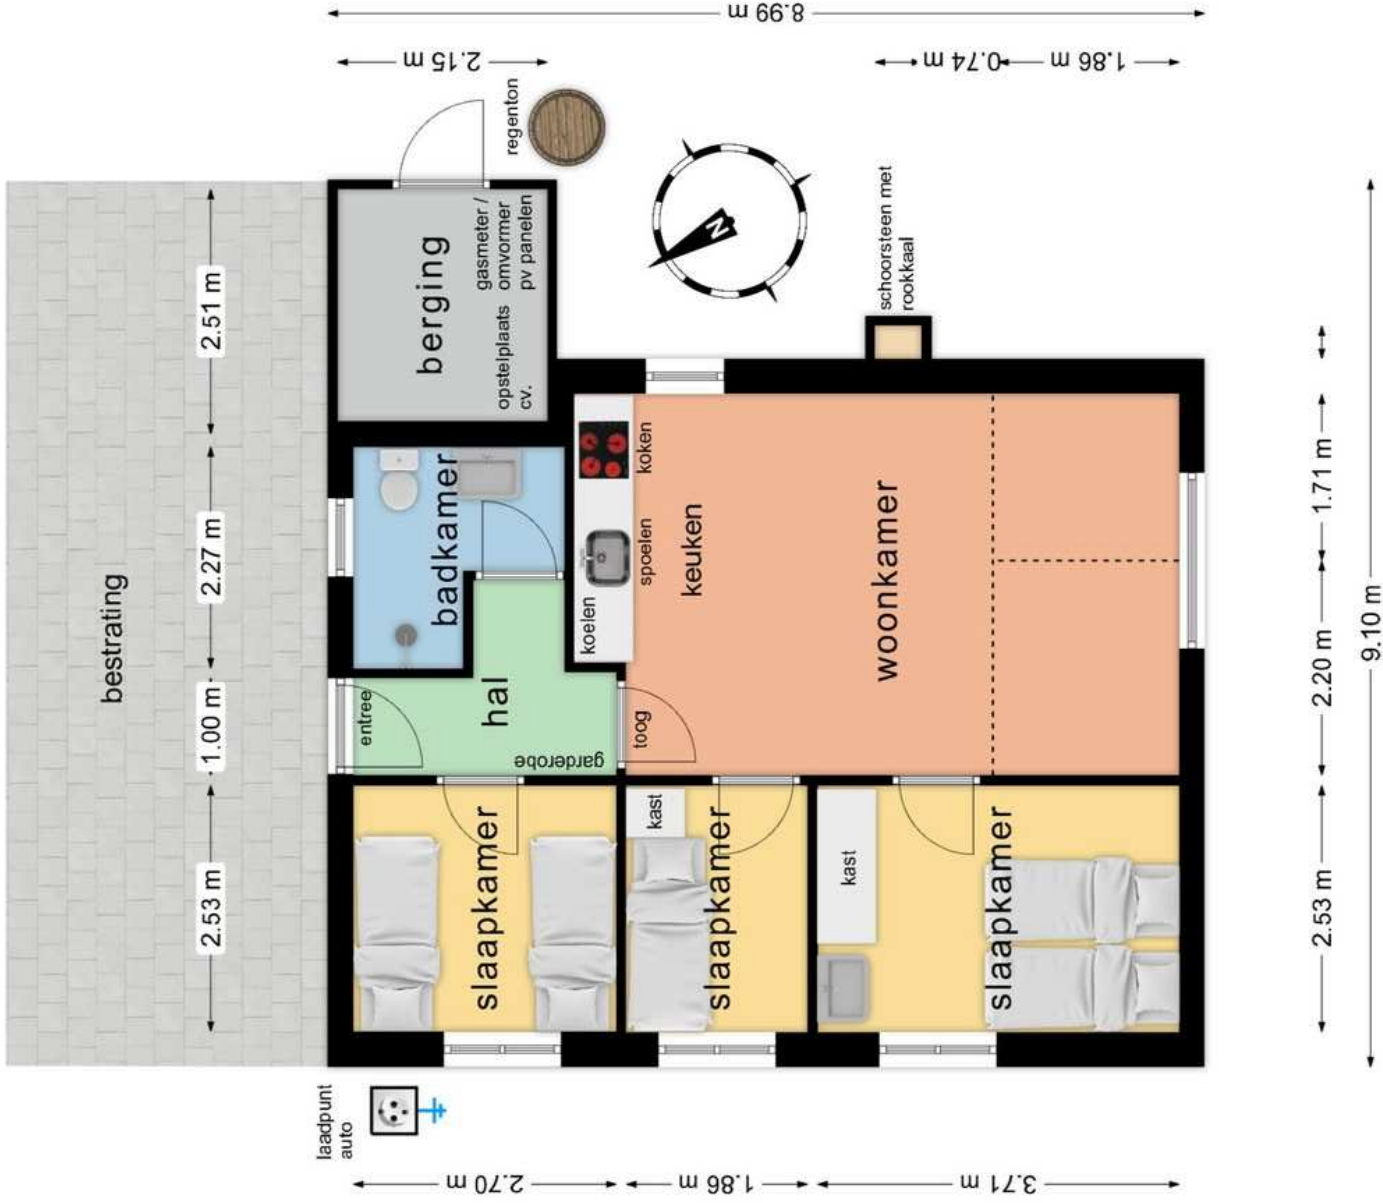 8.99 m
2.15 m
0.74 m
1.86 m
regenton
bestrating
2.51 m
2.27 m
1.00 m
2.53 m
berging
gasmeter /
omvormer
pv panelen
opstelplaats
cv.
N
schoorsteen met
rookkaal
badkamer
koken
spoelen
koelen
keuken
woonkamer
entree
hal
garderobe
toog
slaapkamer
kast
slaapkamer
kast
slaapkamer
1.71 m
2.20 m
2.53 m
9.10 m
laadpunt
auto
2.70 m
1.86 m
3.71 m